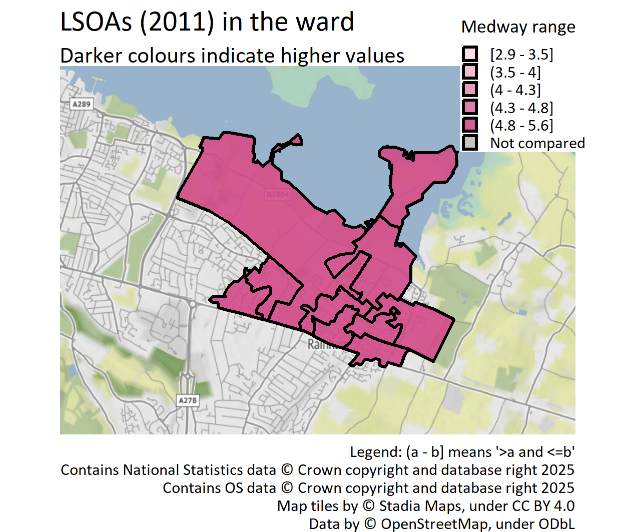 LSOAs (2011) in the ward
Darker colours indicate higher values
Medway range
[2.9 - 3.5]
(3.5 - 4]
(4 - 4.3]
(4.3 - 4.8]
(4.8 - 5.6]
Not compared
A289
A278
Legend: (a - b] means '>a and <=b'
Contains National Statistics data © Crown copyright and database right 2025
Contains OS data © Crown copyright and database right 2025
Map tiles by © Stadia Maps, under CC BY 4.0
Data by © OpenStreetMap, under ODbL